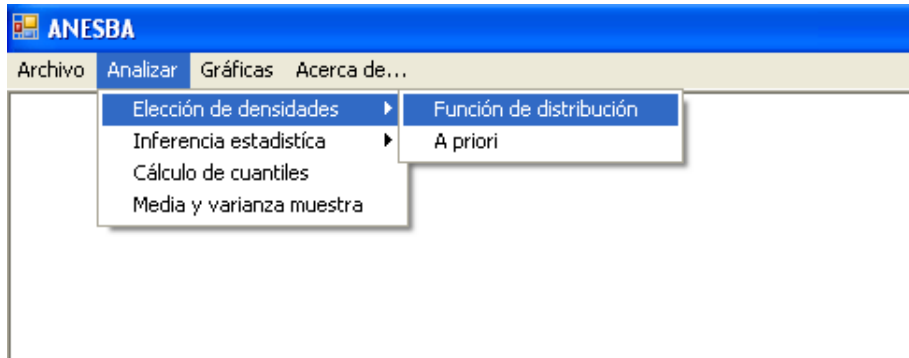 ANESBA
Archivo Analizar Gráficas Acerca de...
Elección de densidades Función de distribución
Inferencia estadistíca A priori
Cálculo de cuantiles
Media y varianza muestra